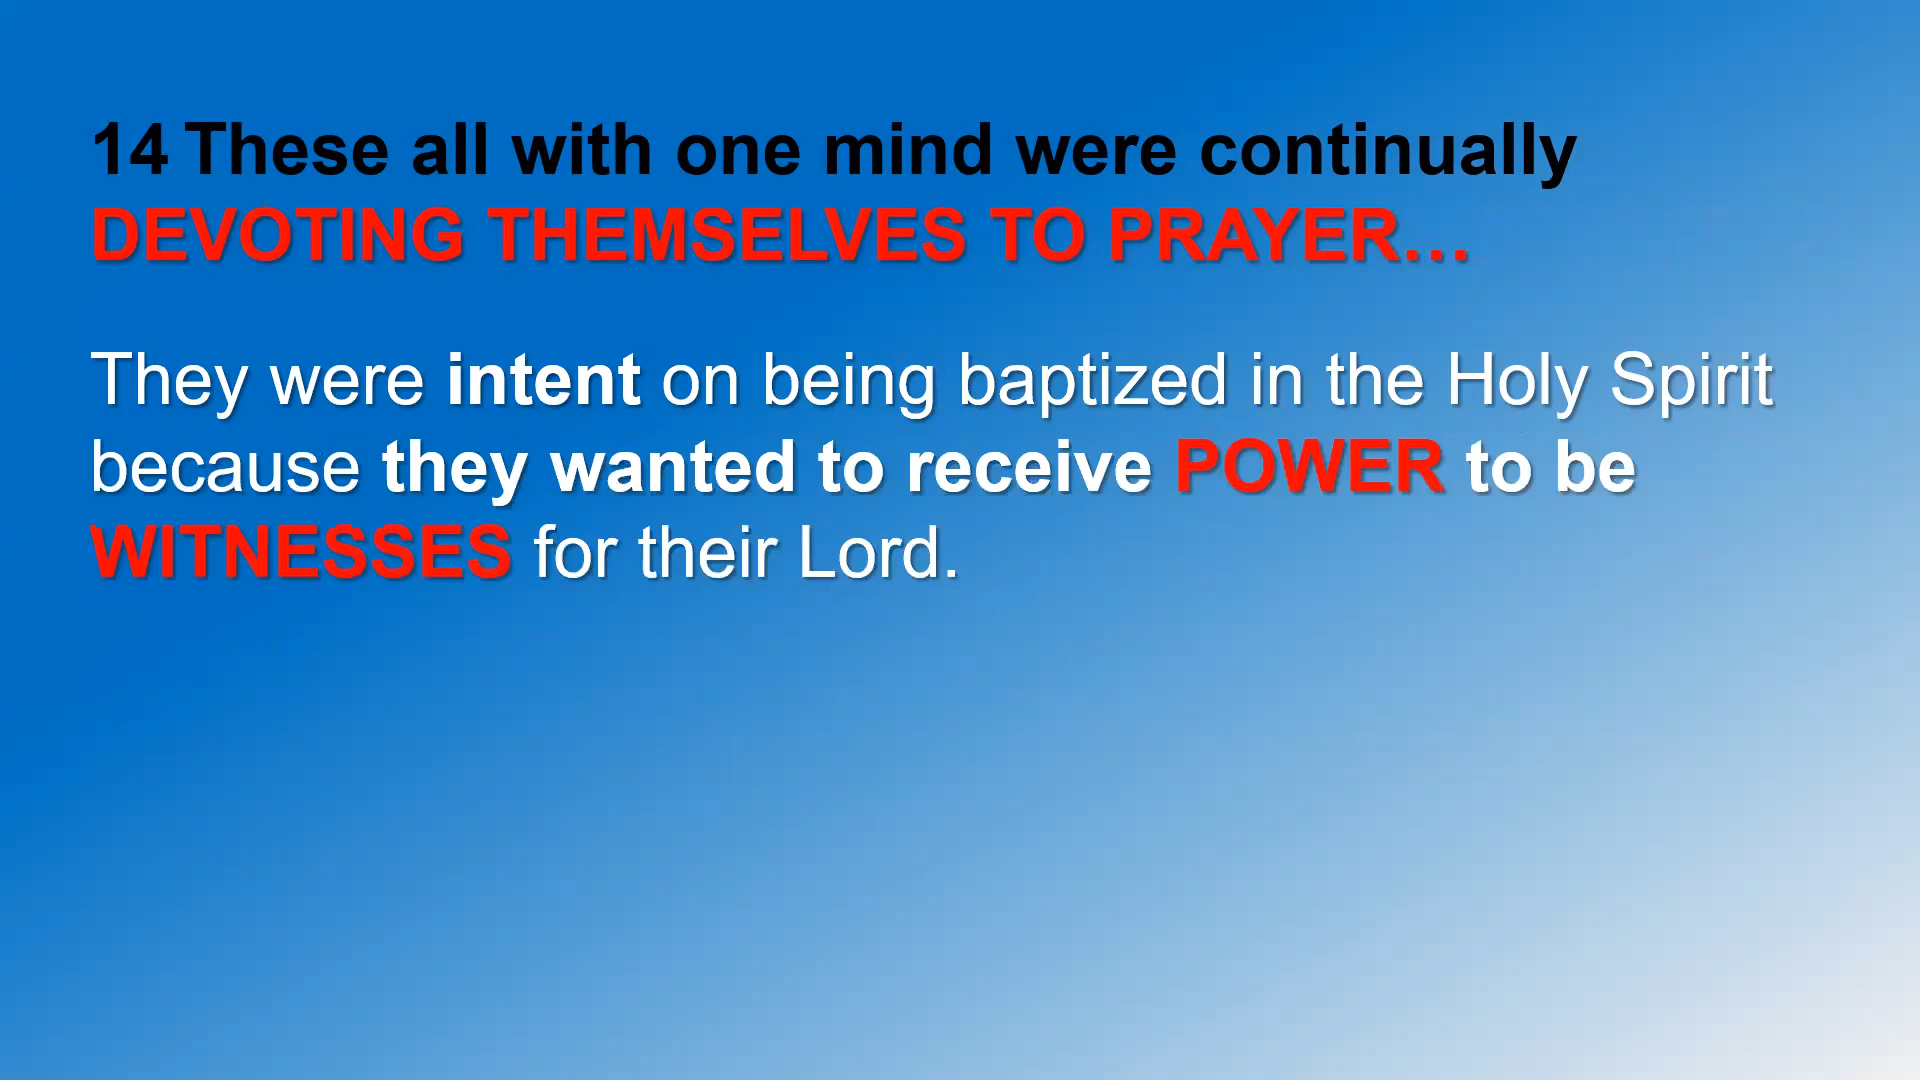 14 These all with one mind were continually
DEVOTING THEMSELVES TO PRAYER…
They were intent on being baptized in the Holy Spirit
because they wanted to receive POWER to be
WITNESSES for their Lord.